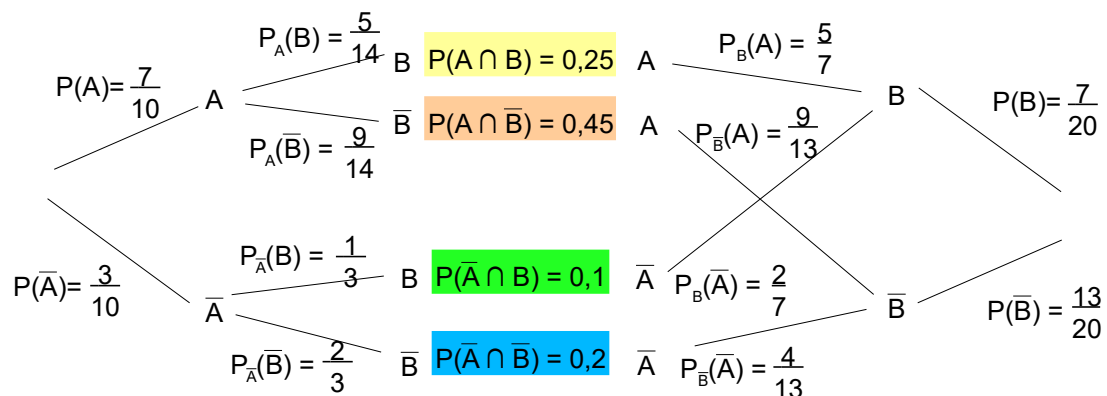 P_A(B) = 5/14
B P(A ∩ B) = 0,25 A
P_B(A) = 5/7
P(A)= 7/10
A
B
P(B)= 7/20
B̅ P(A ∩ B̅) = 0,45 A
P_B̅(A) = 9/13
P_A(B̅) = 9/14
P_A̅(B) = 1/3
B P(A̅ ∩ B) = 0,1 A̅
P_B(A̅) = 2/7
P(A̅)= 3/10
A̅
B̅
P(B̅)= 13/20
P_A̅(B̅) = 2/3
B̅ P(A̅ ∩ B̅) = 0,2 A̅
P_B̅(A̅) = 4/13